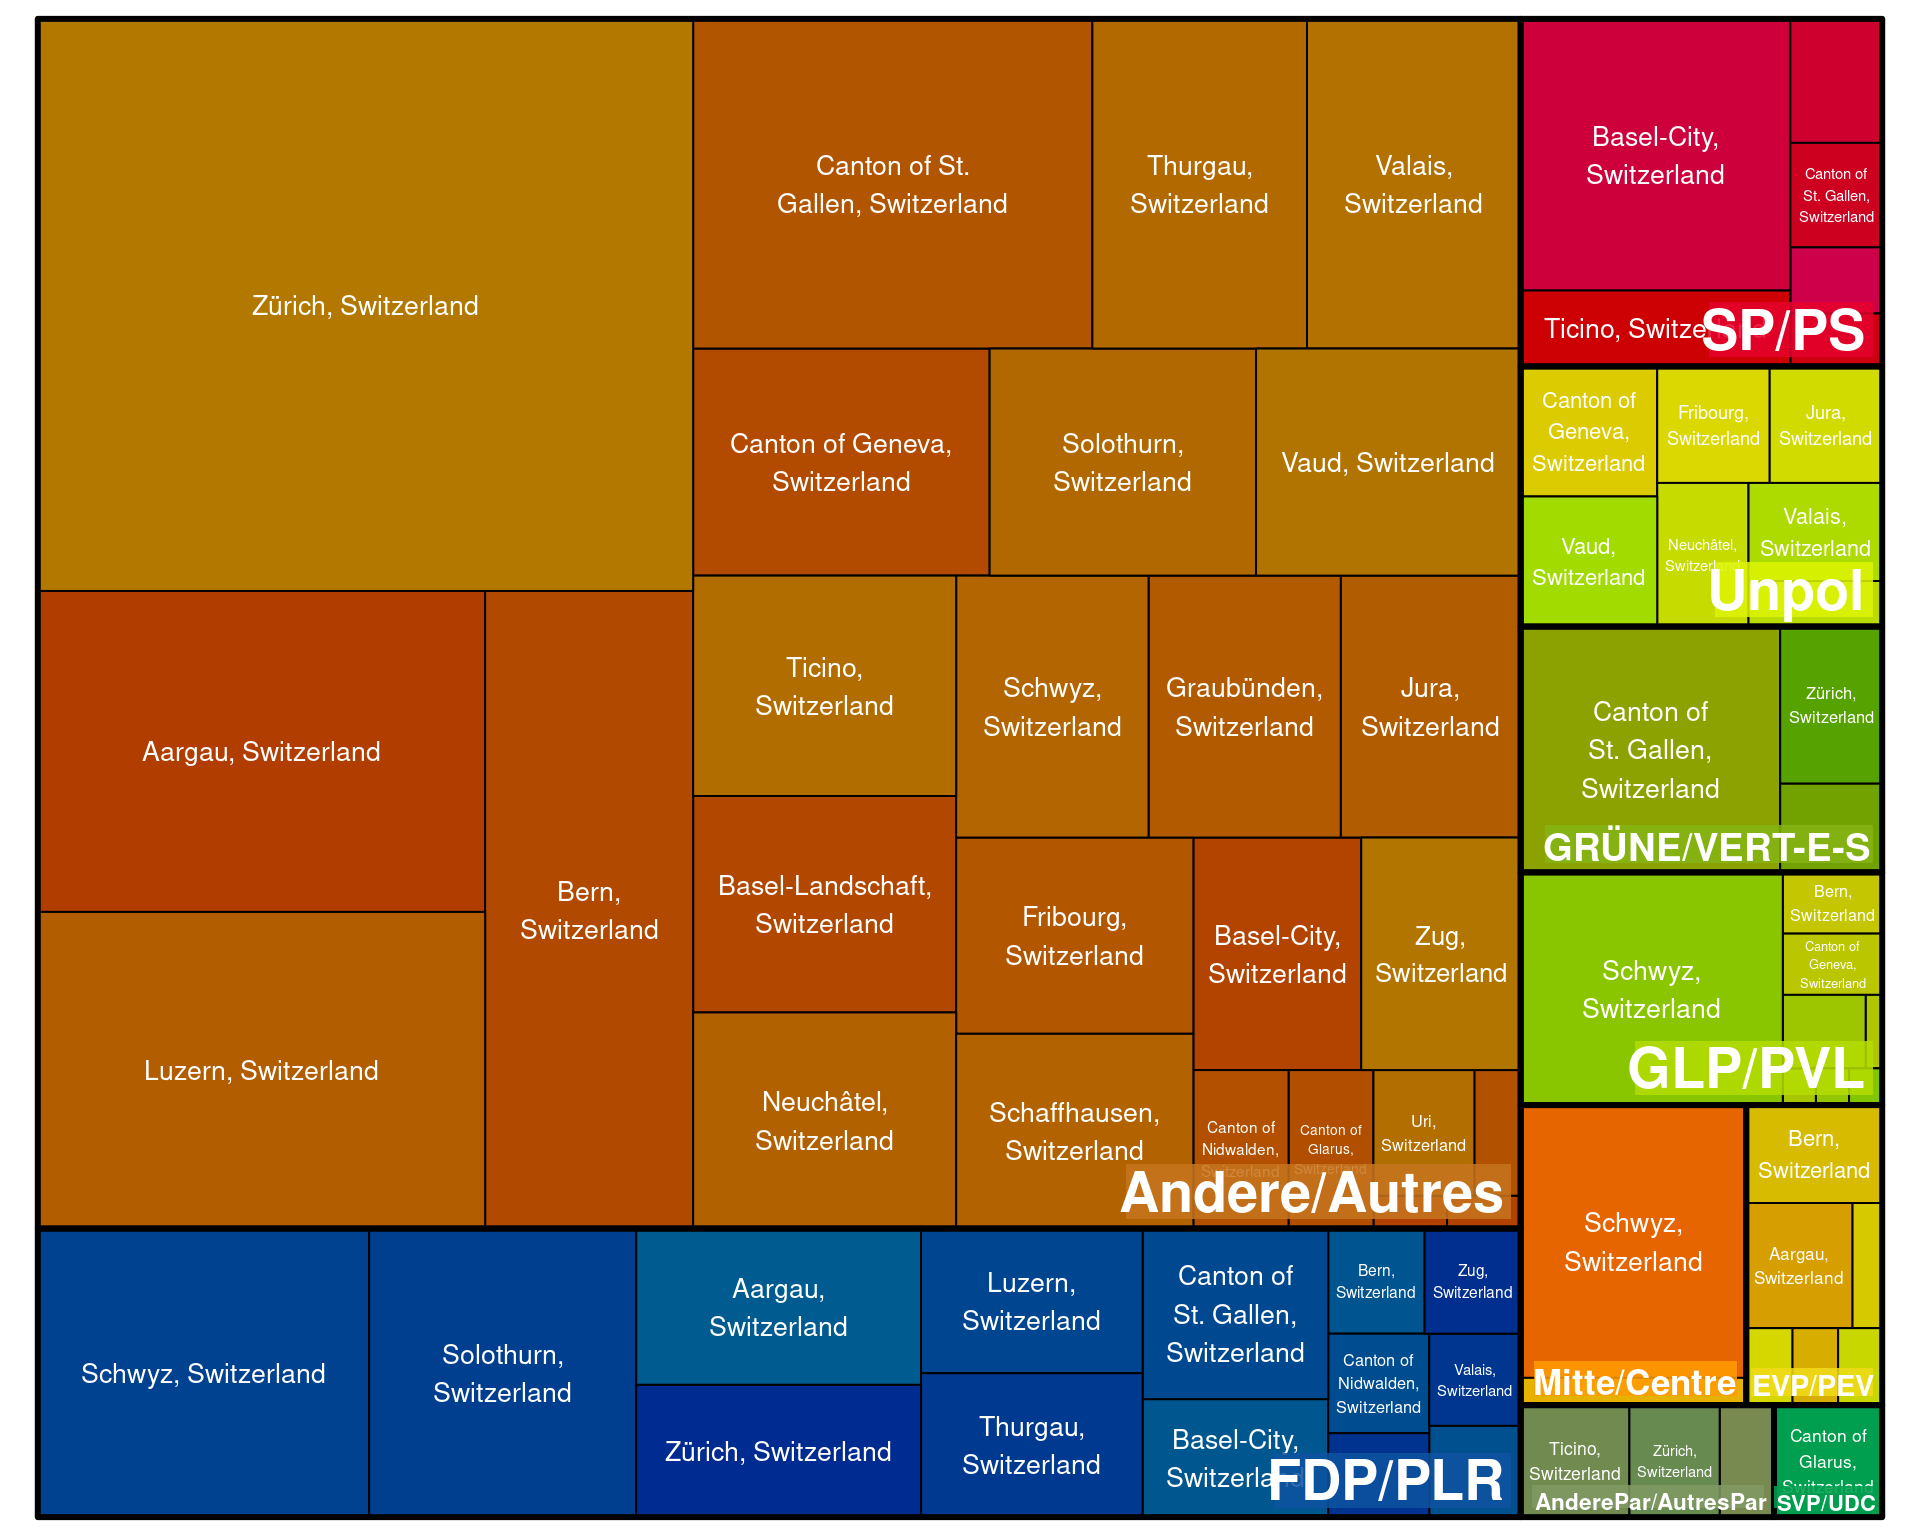 Zürich, Switzerland
Canton of St.
Gallen, Switzerland
Thurgau,
Switzerland
Valais,
Switzerland
Canton of Geneva,
Switzerland
Solothurn,
Switzerland
Vaud, Switzerland
Aargau, Switzerland
Bern,
Switzerland
Luzern, Switzerland
Ticino,
Switzerland
Schwyz,
Switzerland
Graubünden,
Switzerland
Jura,
Switzerland
Basel-Landschaft,
Switzerland
Fribourg,
Switzerland
Basel-City,
Switzerland
Zug,
Switzerland
Neuchâtel,
Switzerland
Schaffhausen,
Switzerland
Canton of
Nidwalden,
Switzerland
Canton of
Glarus,
Switzerland
Uri,
Switzerland
Andere/Autres
Schwyz, Switzerland
Solothurn,
Switzerland
Aargau,
Switzerland
Zürich, Switzerland
Luzern,
Switzerland
Thurgau,
Switzerland
Canton of
St. Gallen,
Switzerland
Basel-City,
Switzerland
Bern,
Switzerland
Zug,
Switzerland
Canton of
Nidwalden,
Switzerland
Valais,
Switzerland
FDP/PLR
Basel-City,
Switzerland
Canton of
St. Gallen,
Switzerland
Ticino, Switzerland
SP/PS
Canton of
Geneva,
Switzerland
Fribourg,
Switzerland
Jura,
Switzerland
Vaud,
Switzerland
Neuchâtel,
Switzerland
Valais,
Switzerland
Unpol
Canton of
St. Gallen,
Switzerland
Zürich,
Switzerland
GRÜNE/VERT-E-S
Schwyz,
Switzerland
Bern,
Switzerland
Canton of
Geneva,
Switzerland
GLP/PVL
Schwyz,
Switzerland
Mitte/Centre
Bern,
Switzerland
Aargau,
Switzerland
EVP/PEV
Ticino,
Switzerland
Zürich,
Switzerland
AnderePar/AutresPar
Canton of
Glarus,
Switzerland
SVP/UDC